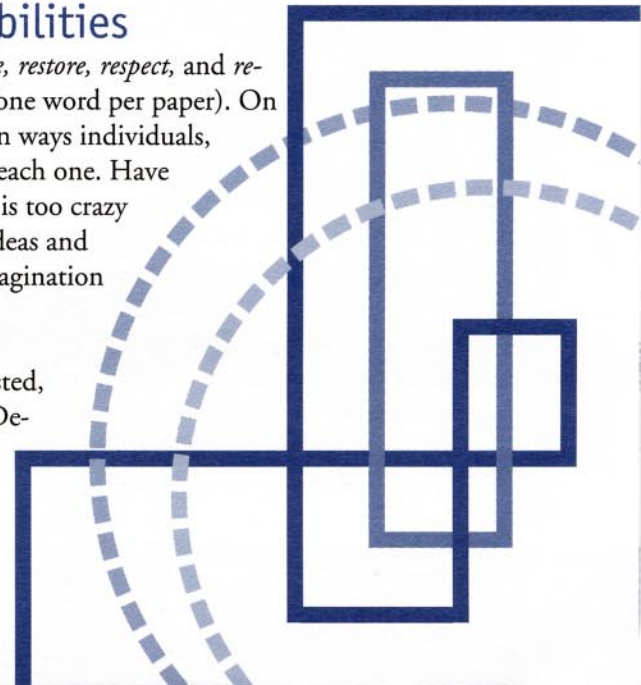 bilities
e, restore, respect, and re-
one word per paper). On
n ways individuals,
each one. Have
is too crazy
deas and
agination
sted,
De-